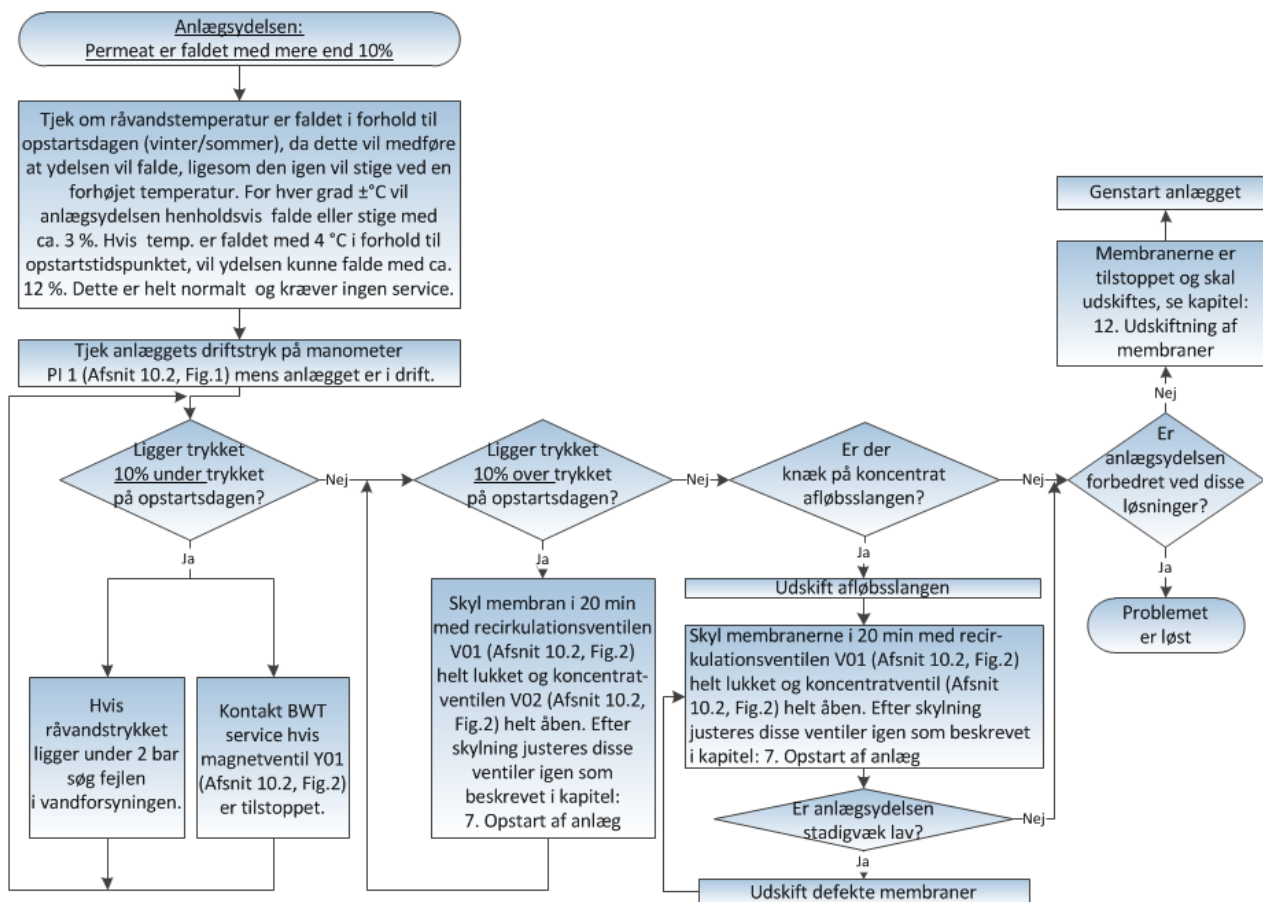 Anlægsydelsen:
Permeat er faldet med mere end 10%
Tjek om råvandstemperatur er faldet i forhold til
opstartsdagen (vinter/sommer), da dette vil medføre
at ydelsen vil falde, ligesom den igen vil stige ved en
forhøjet temperatur. For hver grad ±°C vil
anlægsydelsen henholdsvis falde eller stige med
ca. 3 %. Hvis temp. er faldet med 4 °C i forhold til
opstartstidspunktet, vil ydelsen kunne falde med ca.
12 %. Dette er helt normalt og kræver ingen service.
Tjek anlæggets driftstryk på manometer
PI 1 (Afsnit 10.2, Fig.1) mens anlægget er i drift.
Ligger trykket
10% under trykket
på opstartsdagen?
Nej
Ja
Hvis
råvandstrykket
ligger under 2 bar
søg fejlen
i vandforsyningen.
Kontakt BWT
service hvis
magnetventil Y01
(Afsnit 10.2, Fig.2)
er tilstoppet.
Ligger trykket
10% over trykket
på opstartsdagen?
Nej
Ja
Skyl membran i 20 min
med recirkulationsventilen
V01 (Afsnit 10.2, Fig.2)
helt lukket og koncentrat-
ventilen V02 (Afsnit 10.2,
Fig.2) helt åben. Efter
skylning justeres disse
ventiler igen som
beskrevet i kapitel:
7. Opstart af anlæg
Er der
knæk på koncentrat
afløbsslangen?
Nej
Ja
Udskift afløbsslangen
Skyl membranerne i 20 min med recir-
kulationsventilen V01 (Afsnit 10.2, Fig.2)
helt lukket og koncentratventil (Afsnit
10.2, Fig.2) helt åben. Efter skylning
justeres disse ventiler igen som beskrevet
i kapitel: 7. Opstart af anlæg
Er anlægsydelsen
stadigvæk lav?
Nej
Ja
Udskift defekte membraner
Er
anlægsydelsen
forbedret ved disse
løsninger?
Nej
Membranerne er
tilstoppet og skal
udskiftes, se kapitel:
12. Udskiftning af
membraner
Genstart anlægget
Ja
Problemet
er løst